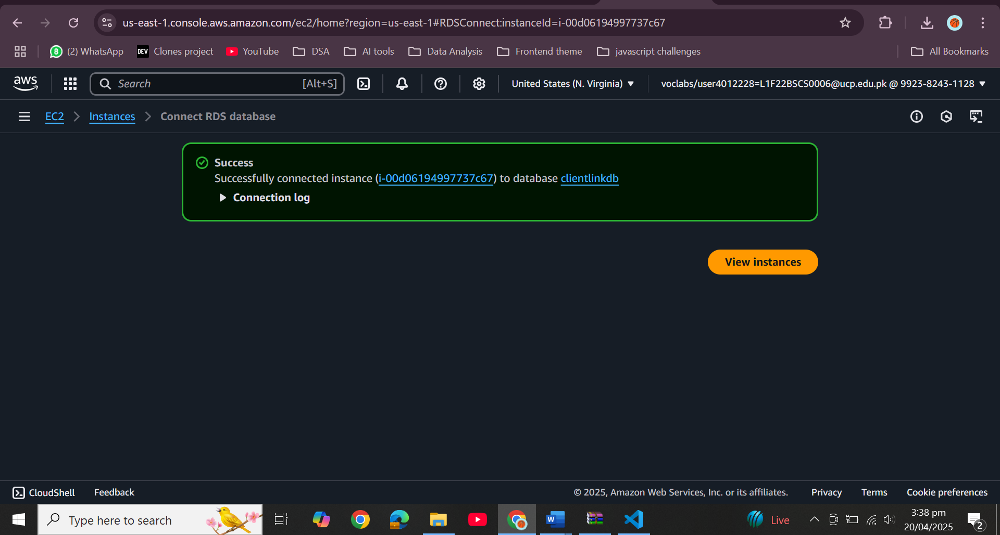 us-east-1.console.aws.amazon.com/ec2/home?region=us-east-1#RDSConnect:instanceId=i-00d06194997737c67
8 (2) WhatsApp DEV Clones project YouTube DSA AI tools Data Analysis Frontend theme javascript challenges All Bookmarks
aws Search [Alt+S] United States (N. Virginia) voclabs/user4012228=L1F22BSCS0006@ucp.edu.pk @ 9923-8243-1128
EC2 Instances Connect RDS database
Success
Successfully connected instance (i-00d06194997737c67) to database clientlinkdb
Connection log
View instances
CloudShell Feedback © 2025, Amazon Web Services, Inc. or its affiliates. Privacy Terms Cookie preferences
Type here to search W Live 3:38 pm
20/04/2025 2